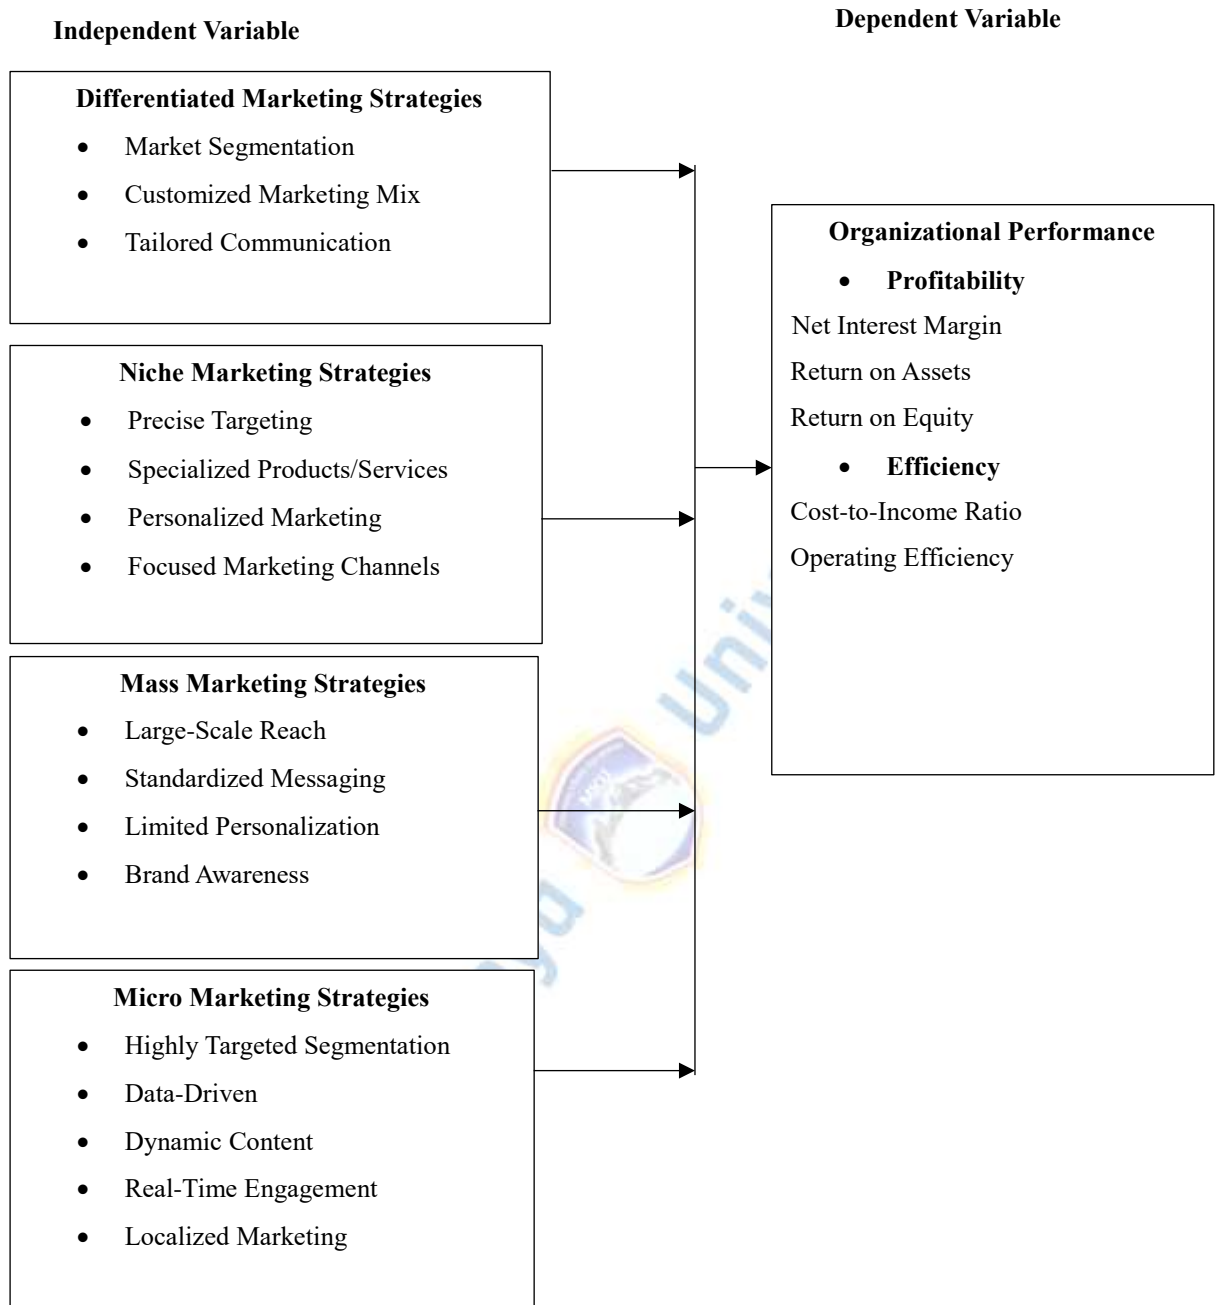 Independent Variable
Dependent Variable
Differentiated Marketing Strategies
• Market Segmentation
• Customized Marketing Mix
• Tailored Communication
Niche Marketing Strategies
• Precise Targeting
• Specialized Products/Services
• Personalized Marketing
• Focused Marketing Channels
Mass Marketing Strategies
• Large-Scale Reach
• Standardized Messaging
• Limited Personalization
• Brand Awareness
Micro Marketing Strategies
• Highly Targeted Segmentation
• Data-Driven
• Dynamic Content
• Real-Time Engagement
• Localized Marketing
Organizational Performance
• Profitability
Net Interest Margin
Return on Assets
Return on Equity
• Efficiency
Cost-to-Income Ratio
Operating Efficiency